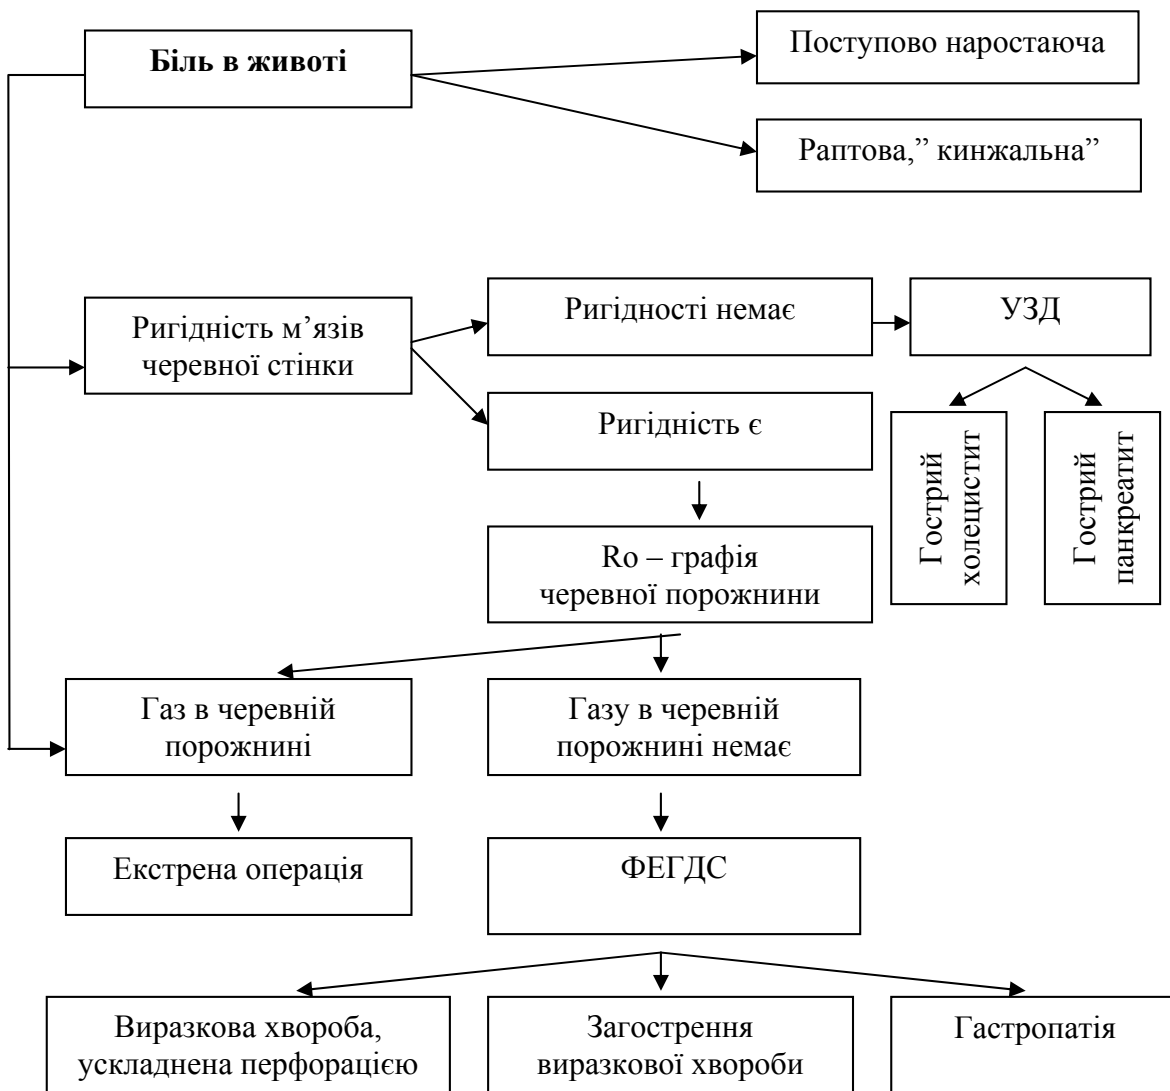 Біль в животі
Поступово наростаюча
Раптова,” кинжальна”
Ригідність м’язів
черевної стінки
Ригідності немає
УЗД
Ригідність є
Гострий
холецистит
Гострий
панкреатит
Ro – графія
черевної порожнини
Газ в черевній
порожнині
Газу в черевній
порожнині немає
Екстрена операція
ФЕГДС
Виразкова хвороба,
ускладнена перфорацією
Загострення
виразкової хвороби
Гастропатія